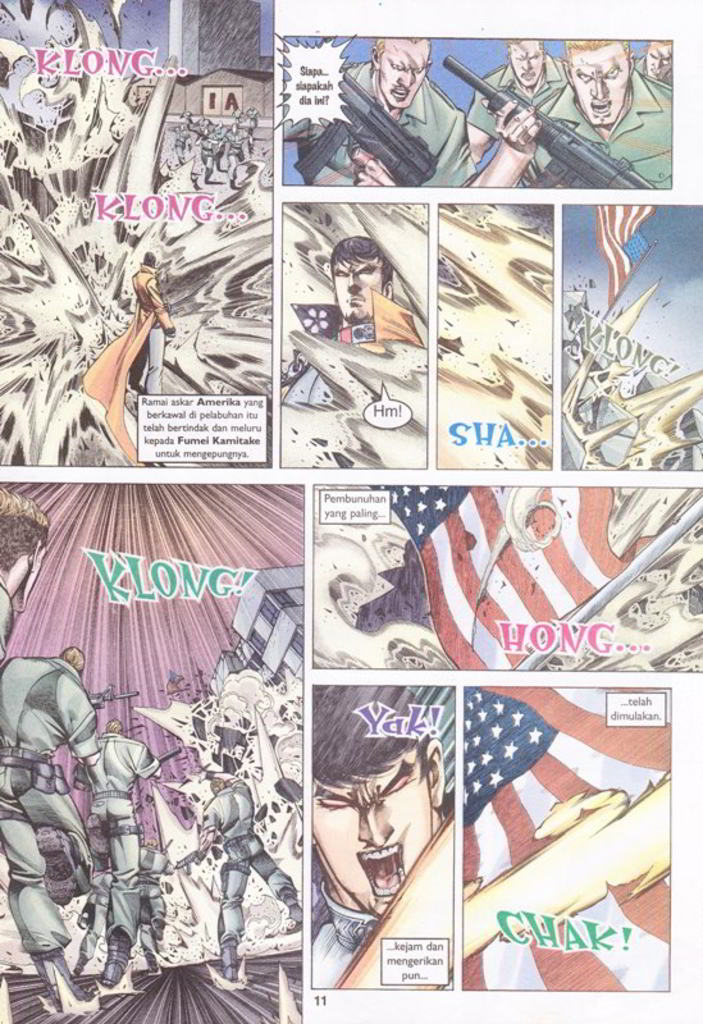 KLONG...
IA
KLONG...
Ramai askar Amerika yang
berkawal di pelabuhan itu
telah bertindak dan meluru
kepada Fumei Kamitake
untuk mengepungnya.
Siapa...
siapakah
dia ini?
Hm!
SHA...
KLONG!
KLONG!
Pembunuhan
yang paling...
HONG...
Yak!
...kejam dan
mengerikan
pun...
...telah
dimulakan.
CHAK!
11